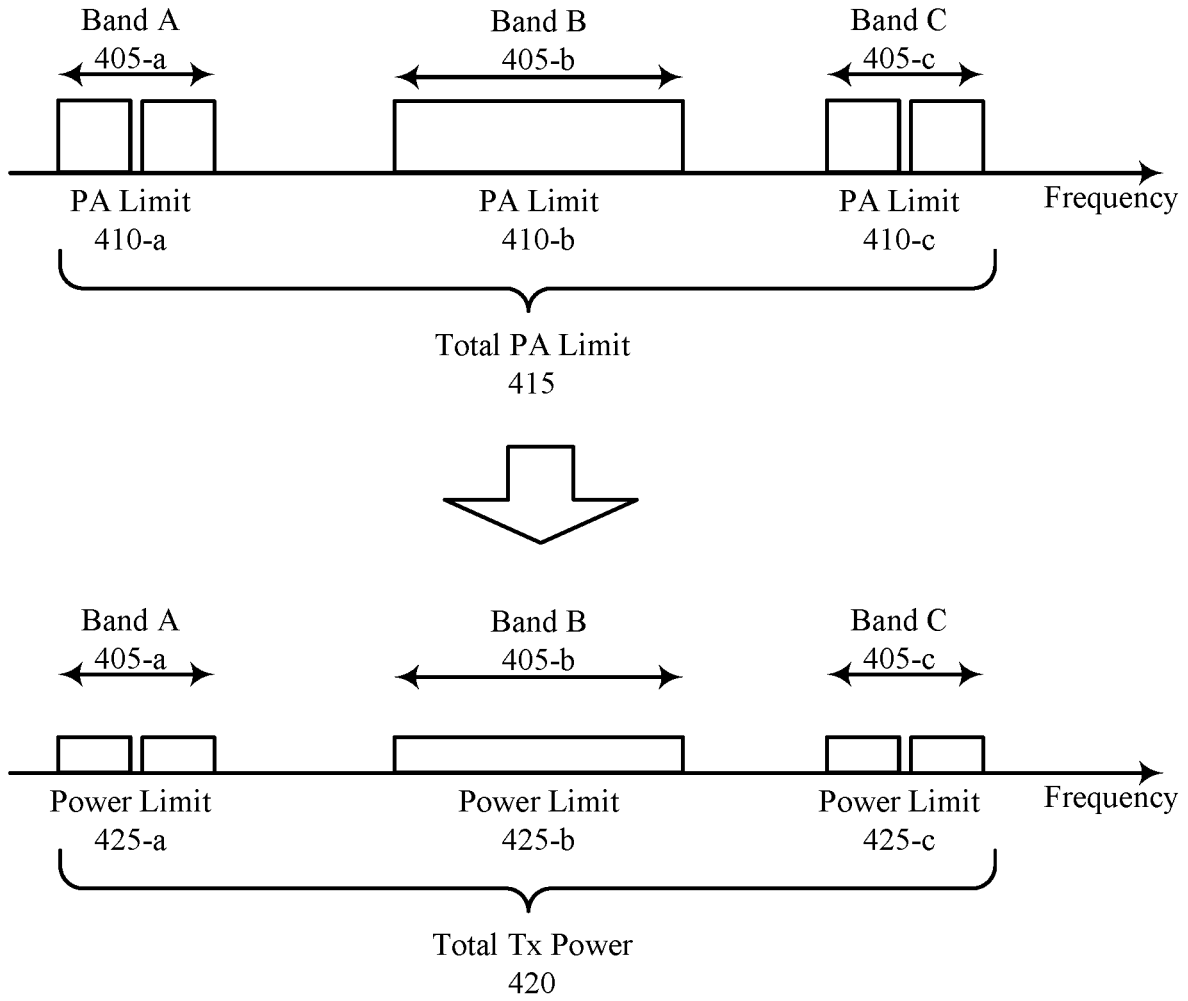 Band A
405-a
Band B
405-b
Band C
405-c
PA Limit
410-a
PA Limit
410-b
PA Limit
410-c
Frequency
Total PA Limit
415
Band A
405-a
Band B
405-b
Band C
405-c
Power Limit
425-a
Power Limit
425-b
Power Limit
425-c
Frequency
Total Tx Power
420